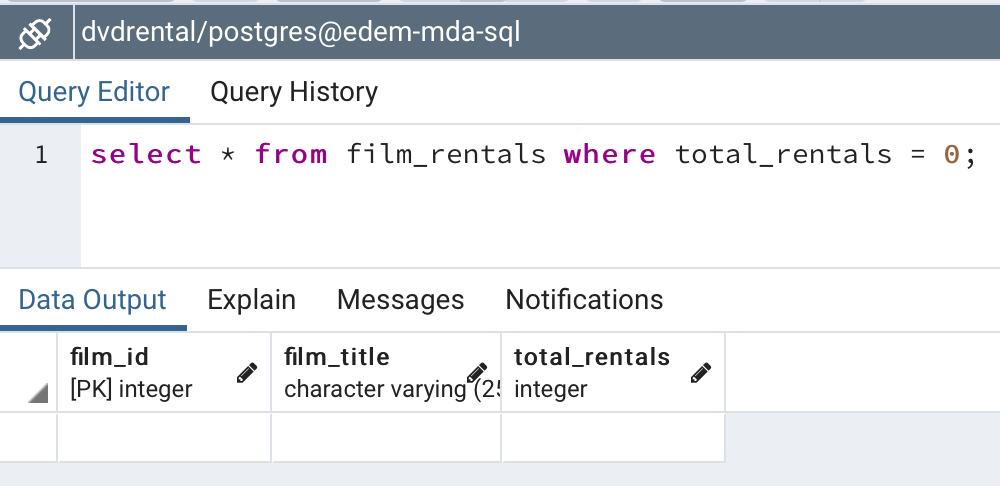 dvdrental/postgres@edem-mda-sql
Query Editor Query History
1 select * from film_rentals where total_rentals = 0;
Data Output Explain Messages Notifications
film_id film_title total_rentals
[PK] integer character varying (25 integer